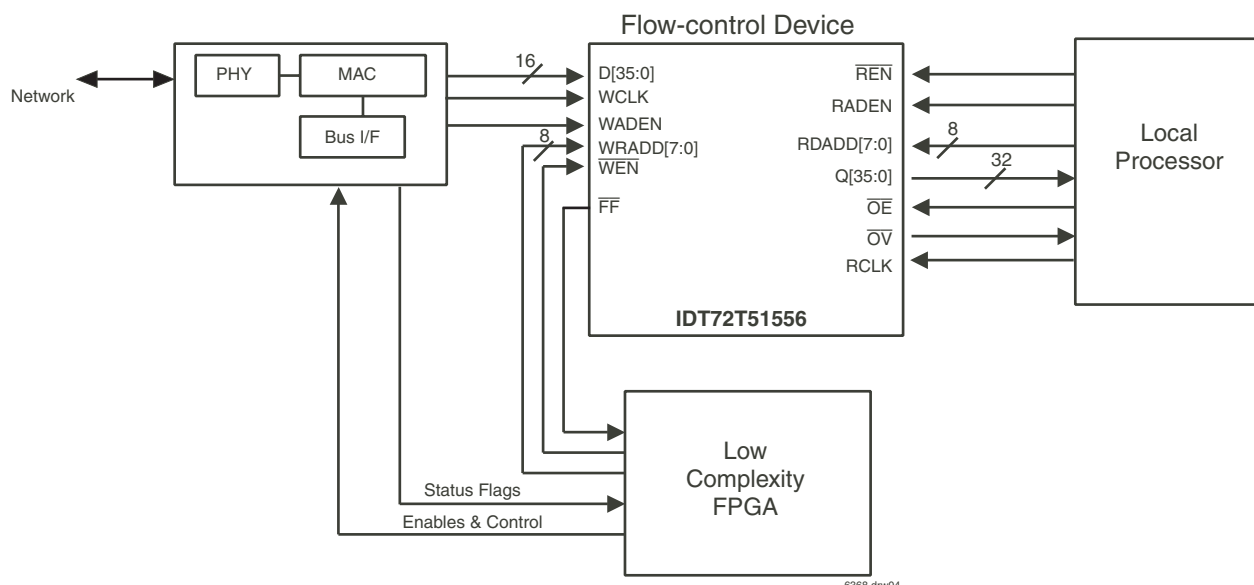 Flow-control Device
Network
PHY
MAC
Bus I/F
16
8
D[35:0]
WCLK
WADEN
WRADD[7:0]
WEN
FF
REN
RADEN
RDADD[7:0]
Q[35:0]
OE
OV
RCLK
IDT72T51556
8
32
Local
Processor
Low
Complexity
FPGA
Status Flags
Enables & Control
6368 drw04